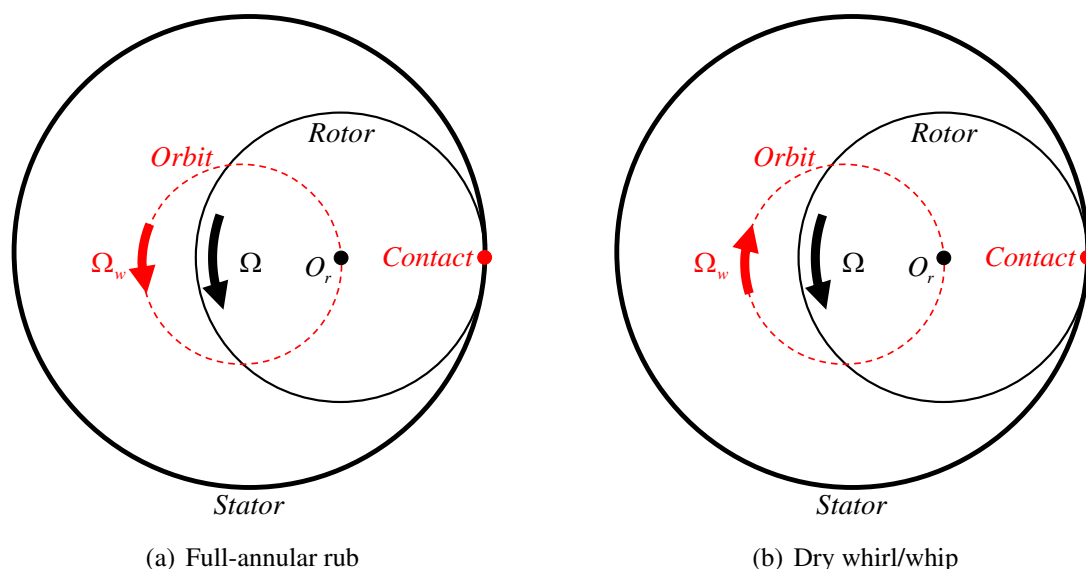 Rotor
Orbit
Ω_w
Ω
O_r
Contact
Stator
(a) Full-annular rub
Rotor
Orbit
Ω_w
Ω
O_r
Contact
Stator
(b) Dry whirl/whip